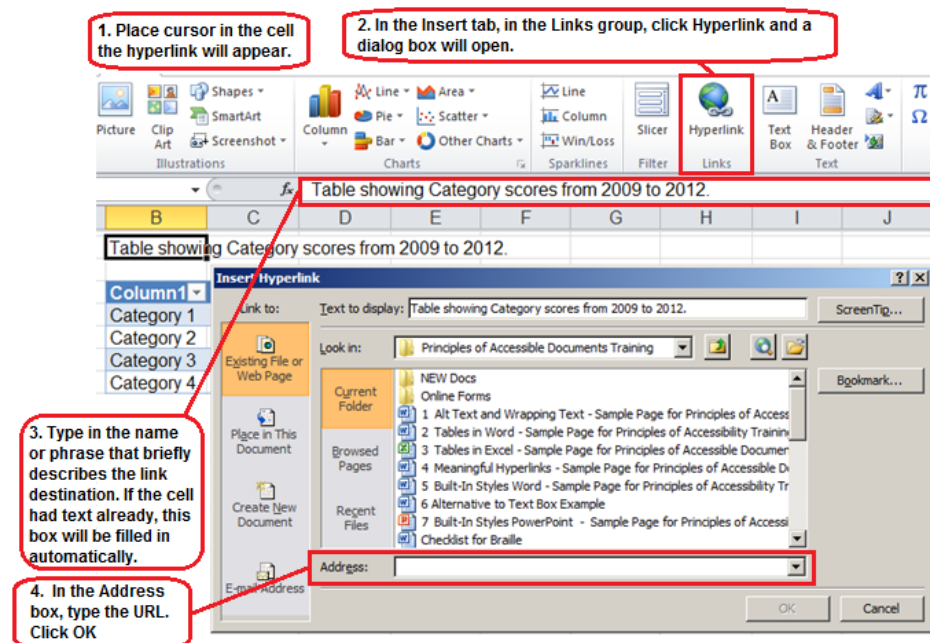 1. Place cursor in the cell
the hyperlink will appear.
2. In the Insert tab, in the Links group, click Hyperlink and a
dialog box will open.
Picture
Clip
Art
Shapes
SmartArt
Screenshot
Illustrations
Column
Line
Area
Pie
Scatter
Bar
Other Charts
Charts
Line
Column
Win/Loss
Sparklines
Slicer
Filter
Hyperlink
Links
A
Text
Box
Header
& Footer
A
Text
π
Ω
fx Table showing Category scores from 2009 to 2012.
B C D E F G H I J
Table showing Category scores from 2009 to 2012.
Column1
Category 1
Category 2
Category 3
Category 4
Insert Hyperlink
? X
Link to:
Text to display: Table showing Category scores from 2009 to 2012.
ScreenTip...
Existing File or
Web Page
Look in: Principles of Accessible Documents Training
Bookmark...
Place in This
Document
Create New
Document
E-mail Address
Current
Folder
Browsed
Pages
Recent
Files
NEW Docs
Online Forms
1 Alt Text and Wrapping Text - Sample Page for Principles of Access
2 Tables in Word - Sample Page for Principles of Accessibility Trainin
3 Tables in Excel - Sample Page for Principles of Accessible Documen
4 Meaningful Hyperlinks - Sample Page for Principles of Accessible D
5 Built-In Styles Word - Sample Page for Principles of Accessibility Tr
6 Alternative to Text Box Example
7 Built-In Styles PowerPoint - Sample Page for Principles of Accessi
Checklist for Braille
Address:
OK
Cancel
3. Type in the name
or phrase that briefly
describes the link
destination. If the cell
had text already, this
box will be filled in
automatically.
4. In the Address
box, type the URL.
Click OK